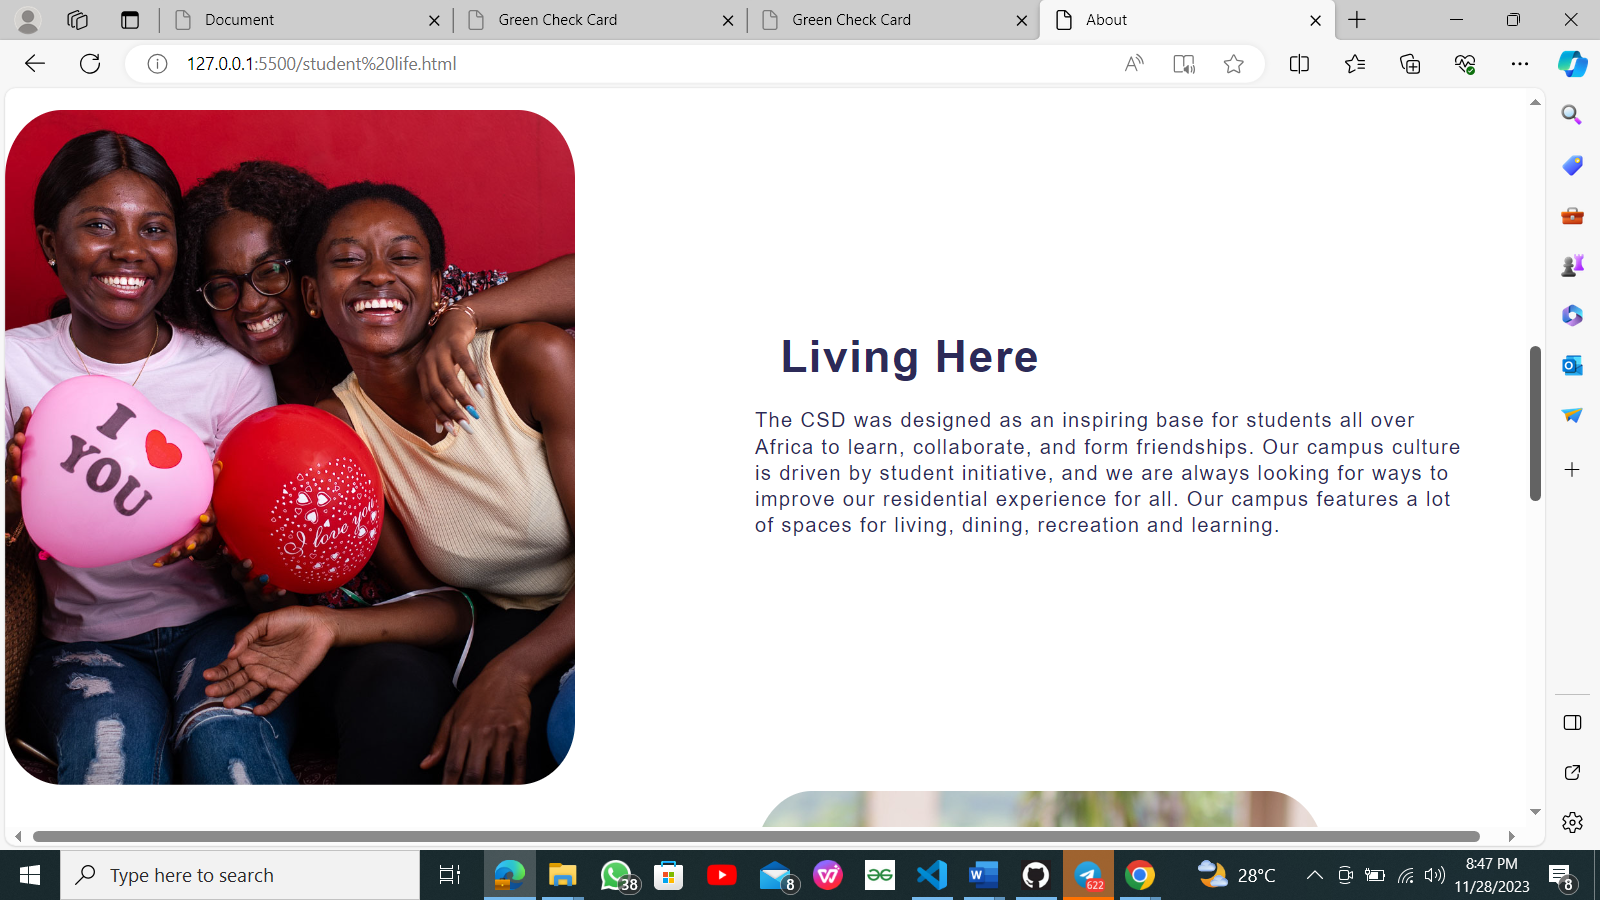 Document
Green Check Card
Green Check Card
About
127.0.0.1:5500/student%20life.html
I
YOU
I love you
Living Here
The CSD was designed as an inspiring base for students all over
Africa to learn, collaborate, and form friendships. Our campus culture
is driven by student initiative, and we are always looking for ways to
improve our residential experience for all. Our campus features a lot
of spaces for living, dining, recreation and learning.
Type here to search
38
8
622
28°C
8:47 PM
11/28/2023
8